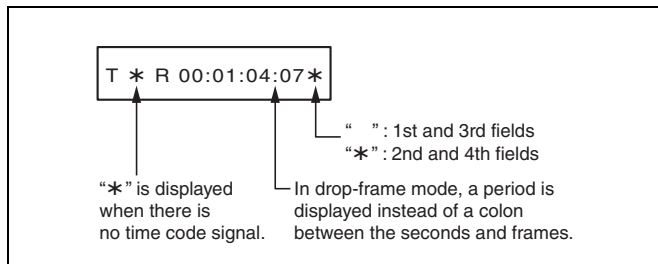 T * R 00:01:04:07*
“ ” : 1st and 3rd fields
“*” : 2nd and 4th fields
“*” is displayed
when there is
no time code signal.
In drop-frame mode, a period is
displayed instead of a colon
between the seconds and frames.